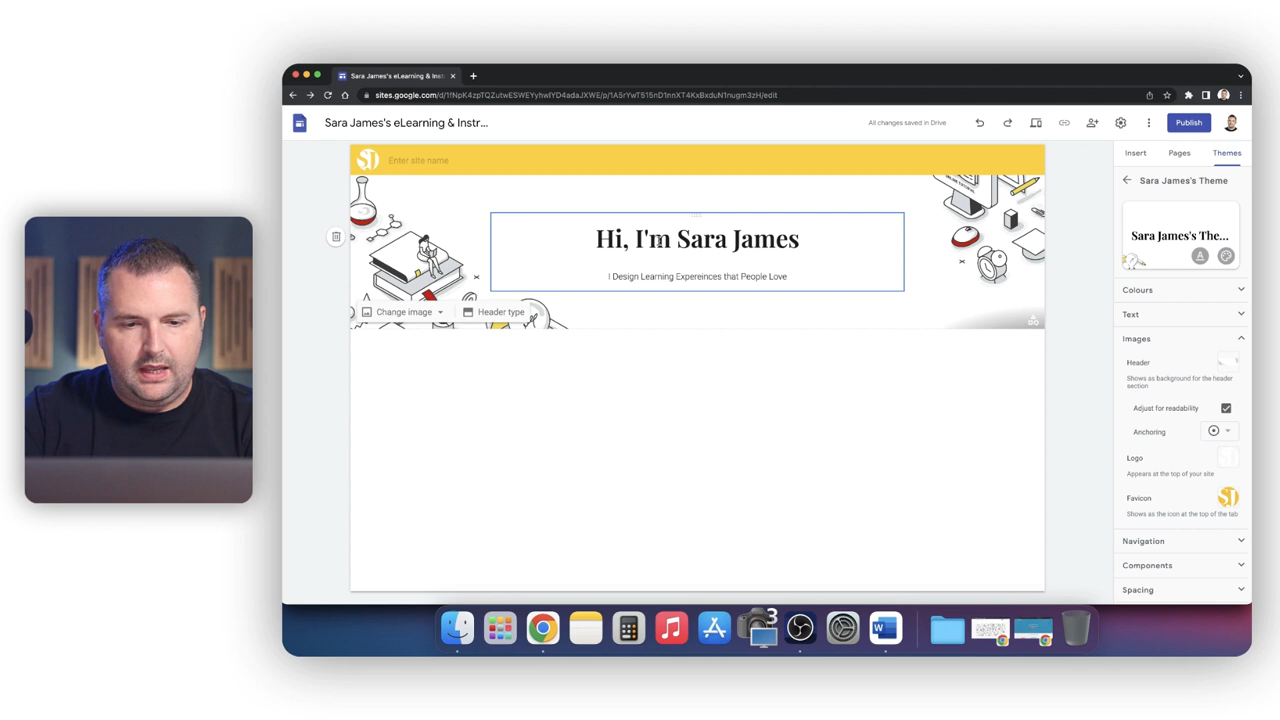 Sara James's eLearning & Inst
sites.google.com/d/1fNpK4zpTQZutwESWEYyhwIYD4adaJXWE/p/1A5rYwT515nD1nnXT4KxBxduN1nugm3zH/edit
Sara James's eLearning & Instr...
All changes saved in Drive
Publish
Enter site name
Insert
Pages
Themes
Sara James's Theme
Sara James's The...
Hi, I'm Sara James
I Design Learning Expereinces that People Love
Change image
Header type
Colours
Text
Images
Header
Shows as background for the header
section
Adjust for readability
Anchoring
Logo
Appears at the top of your site
Favicon
Shows as the icon at the top of the tab
Navigation
Components
Spacing
3